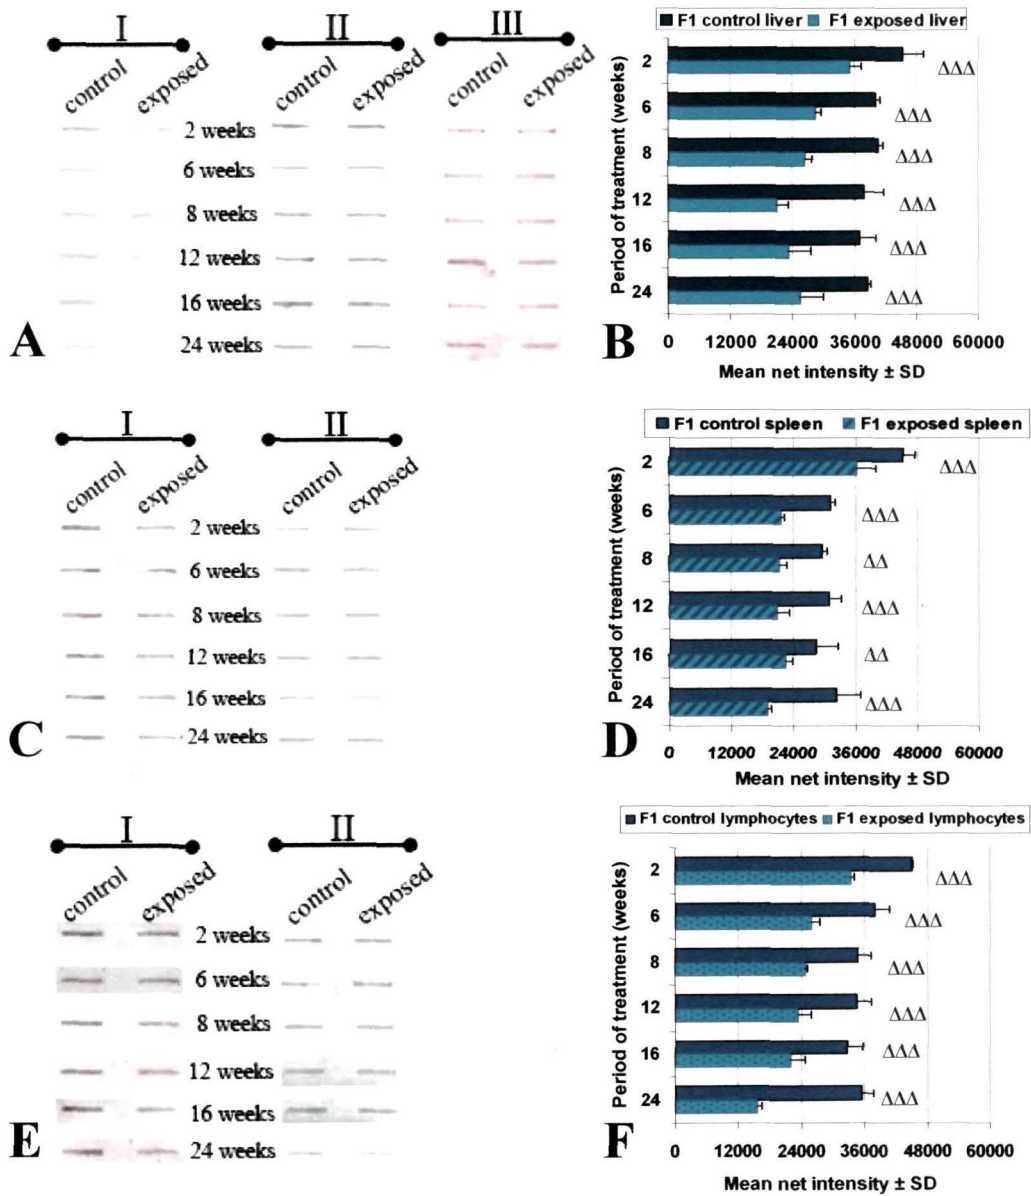 I II III
control exposed control exposed control exposed
2 weeks
6 weeks
8 weeks
12 weeks
16 weeks
24 weeks
A
F1 control liver F1 exposed liver
Period of treatment (weeks)
2 ΔΔΔ
6 ΔΔΔ
8 ΔΔΔ
12 ΔΔΔ
16 ΔΔΔ
24 ΔΔΔ
0 12000 24000 36000 48000 60000
Mean net intensity ± SD
B
I II
control exposed control exposed
2 weeks
6 weeks
8 weeks
12 weeks
16 weeks
24 weeks
C
F1 control spleen F1 exposed spleen
Period of treatment (weeks)
2 ΔΔΔ
6 ΔΔΔ
8 ΔΔ
12 ΔΔΔ
16 ΔΔ
24 ΔΔΔ
0 12000 24000 36000 48000 60000
Mean net intensity ± SD
D
I II
control exposed control exposed
2 weeks
6 weeks
8 weeks
12 weeks
16 weeks
24 weeks
E
F1 control lymphocytes F1 exposed lymphocytes
Period of treatment (weeks)
2 ΔΔΔ
6 ΔΔΔ
8 ΔΔΔ
12 ΔΔΔ
16 ΔΔΔ
24 ΔΔΔ
0 12000 24000 36000 48000 60000
Mean net intensity ± SD
F